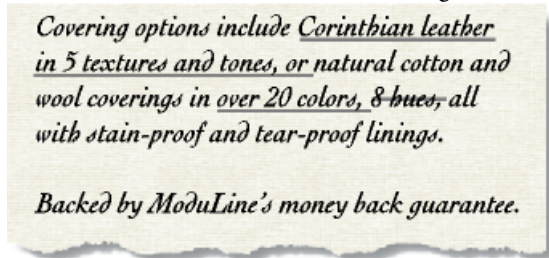 Covering options include Corinthian leather
in 5 textures and tones, or natural cotton and
wool coverings in over 20 colors, 8 hues, all
with stain-proof and tear-proof linings.
Backed by ModuLine's money back guarantee.